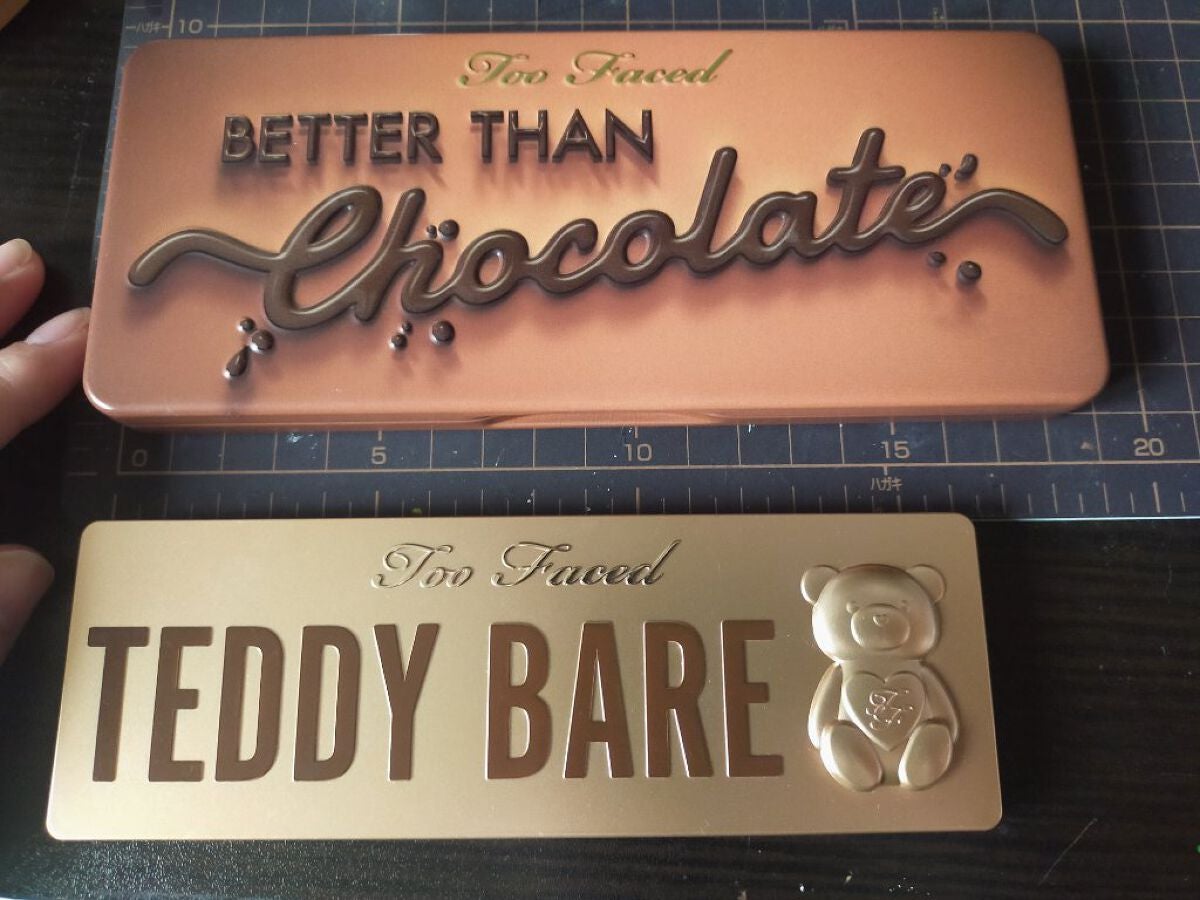 ハガキ
10
Too Faced
BETTER THAN
Chocolate
0 5 10 15 20
ハガキ
Too Faced
TEDDY BARE